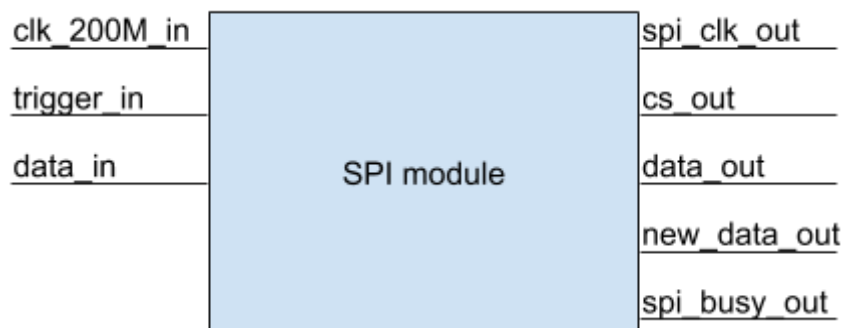 clk_200M_in
trigger_in
data_in
SPI module
spi_clk_out
cs_out
data_out
new_data_out
spi_busy_out